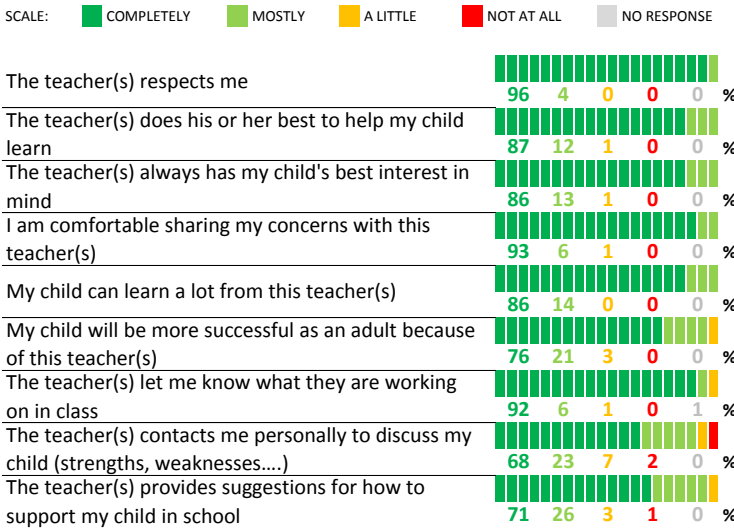 SCALE: COMPLETELY MOSTLY A LITTLE NOT AT ALL NO RESPONSE
The teacher(s) respects me
96 4 0 0 0 %
The teacher(s) does his or her best to help my child
learn
87 12 1 0 0 %
The teacher(s) always has my child's best interest in
mind
86 13 1 0 0 %
I am comfortable sharing my concerns with this
teacher(s)
93 6 1 0 0 %
My child can learn a lot from this teacher(s)
86 14 0 0 0 %
My child will be more successful as an adult because
of this teacher(s)
76 21 3 0 0 %
The teacher(s) let me know what they are working
on in class
92 6 1 0 1 %
The teacher(s) contacts me personally to discuss my
child (strengths, weaknesses....)
68 23 7 2 0 %
The teacher(s) provides suggestions for how to
support my child in school
71 26 3 1 0 %